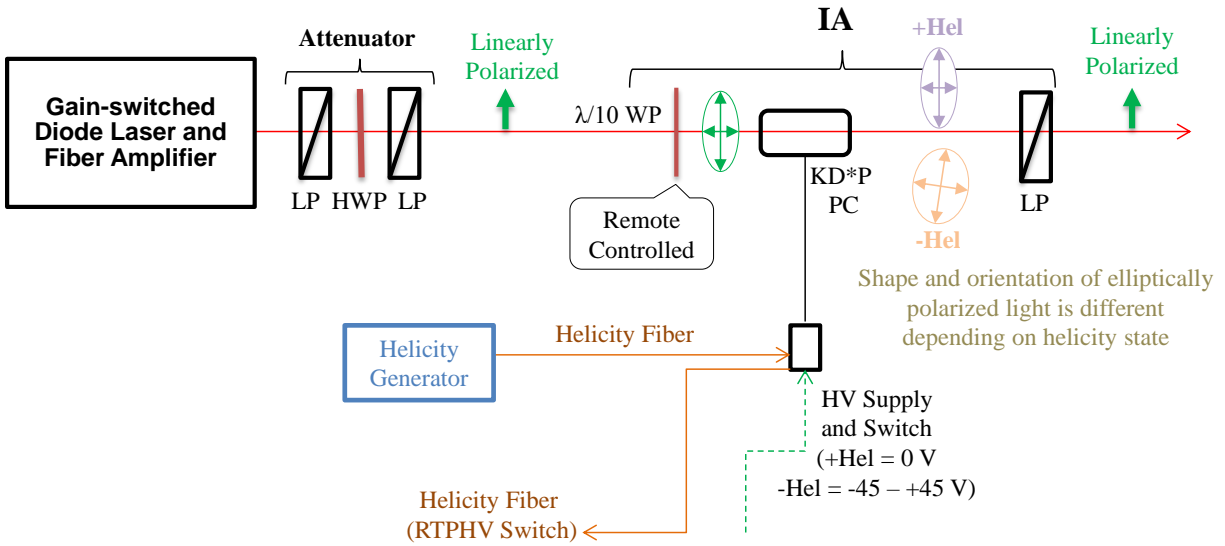 IA
Attenuator
Linearly
Polarized
+Hel
Linearly
Polarized
Gain-switched
Diode Laser and
Fiber Amplifier
λ/10 WP
LP
HWP
LP
KD*P
PC
LP
Remote
Controlled
-Hel
Shape and orientation of elliptically
polarized light is different
depending on helicity state
Helicity Fiber
Helicity
Generator
HV Supply
and Switch
(+Hel = 0 V
-Hel = -45 – +45 V)
Helicity Fiber
(RTPHV Switch)